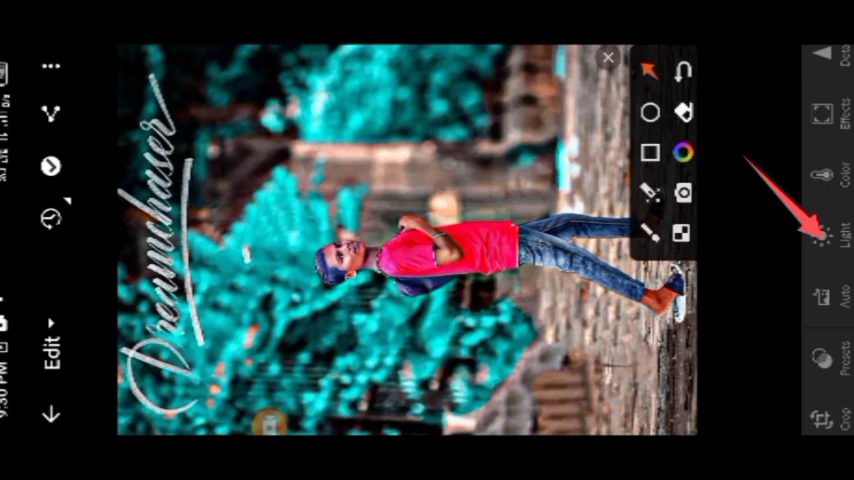 9:30 PM
Edit
Dreamchaser
Crop
Presets
Auto
Light
Color
Effects